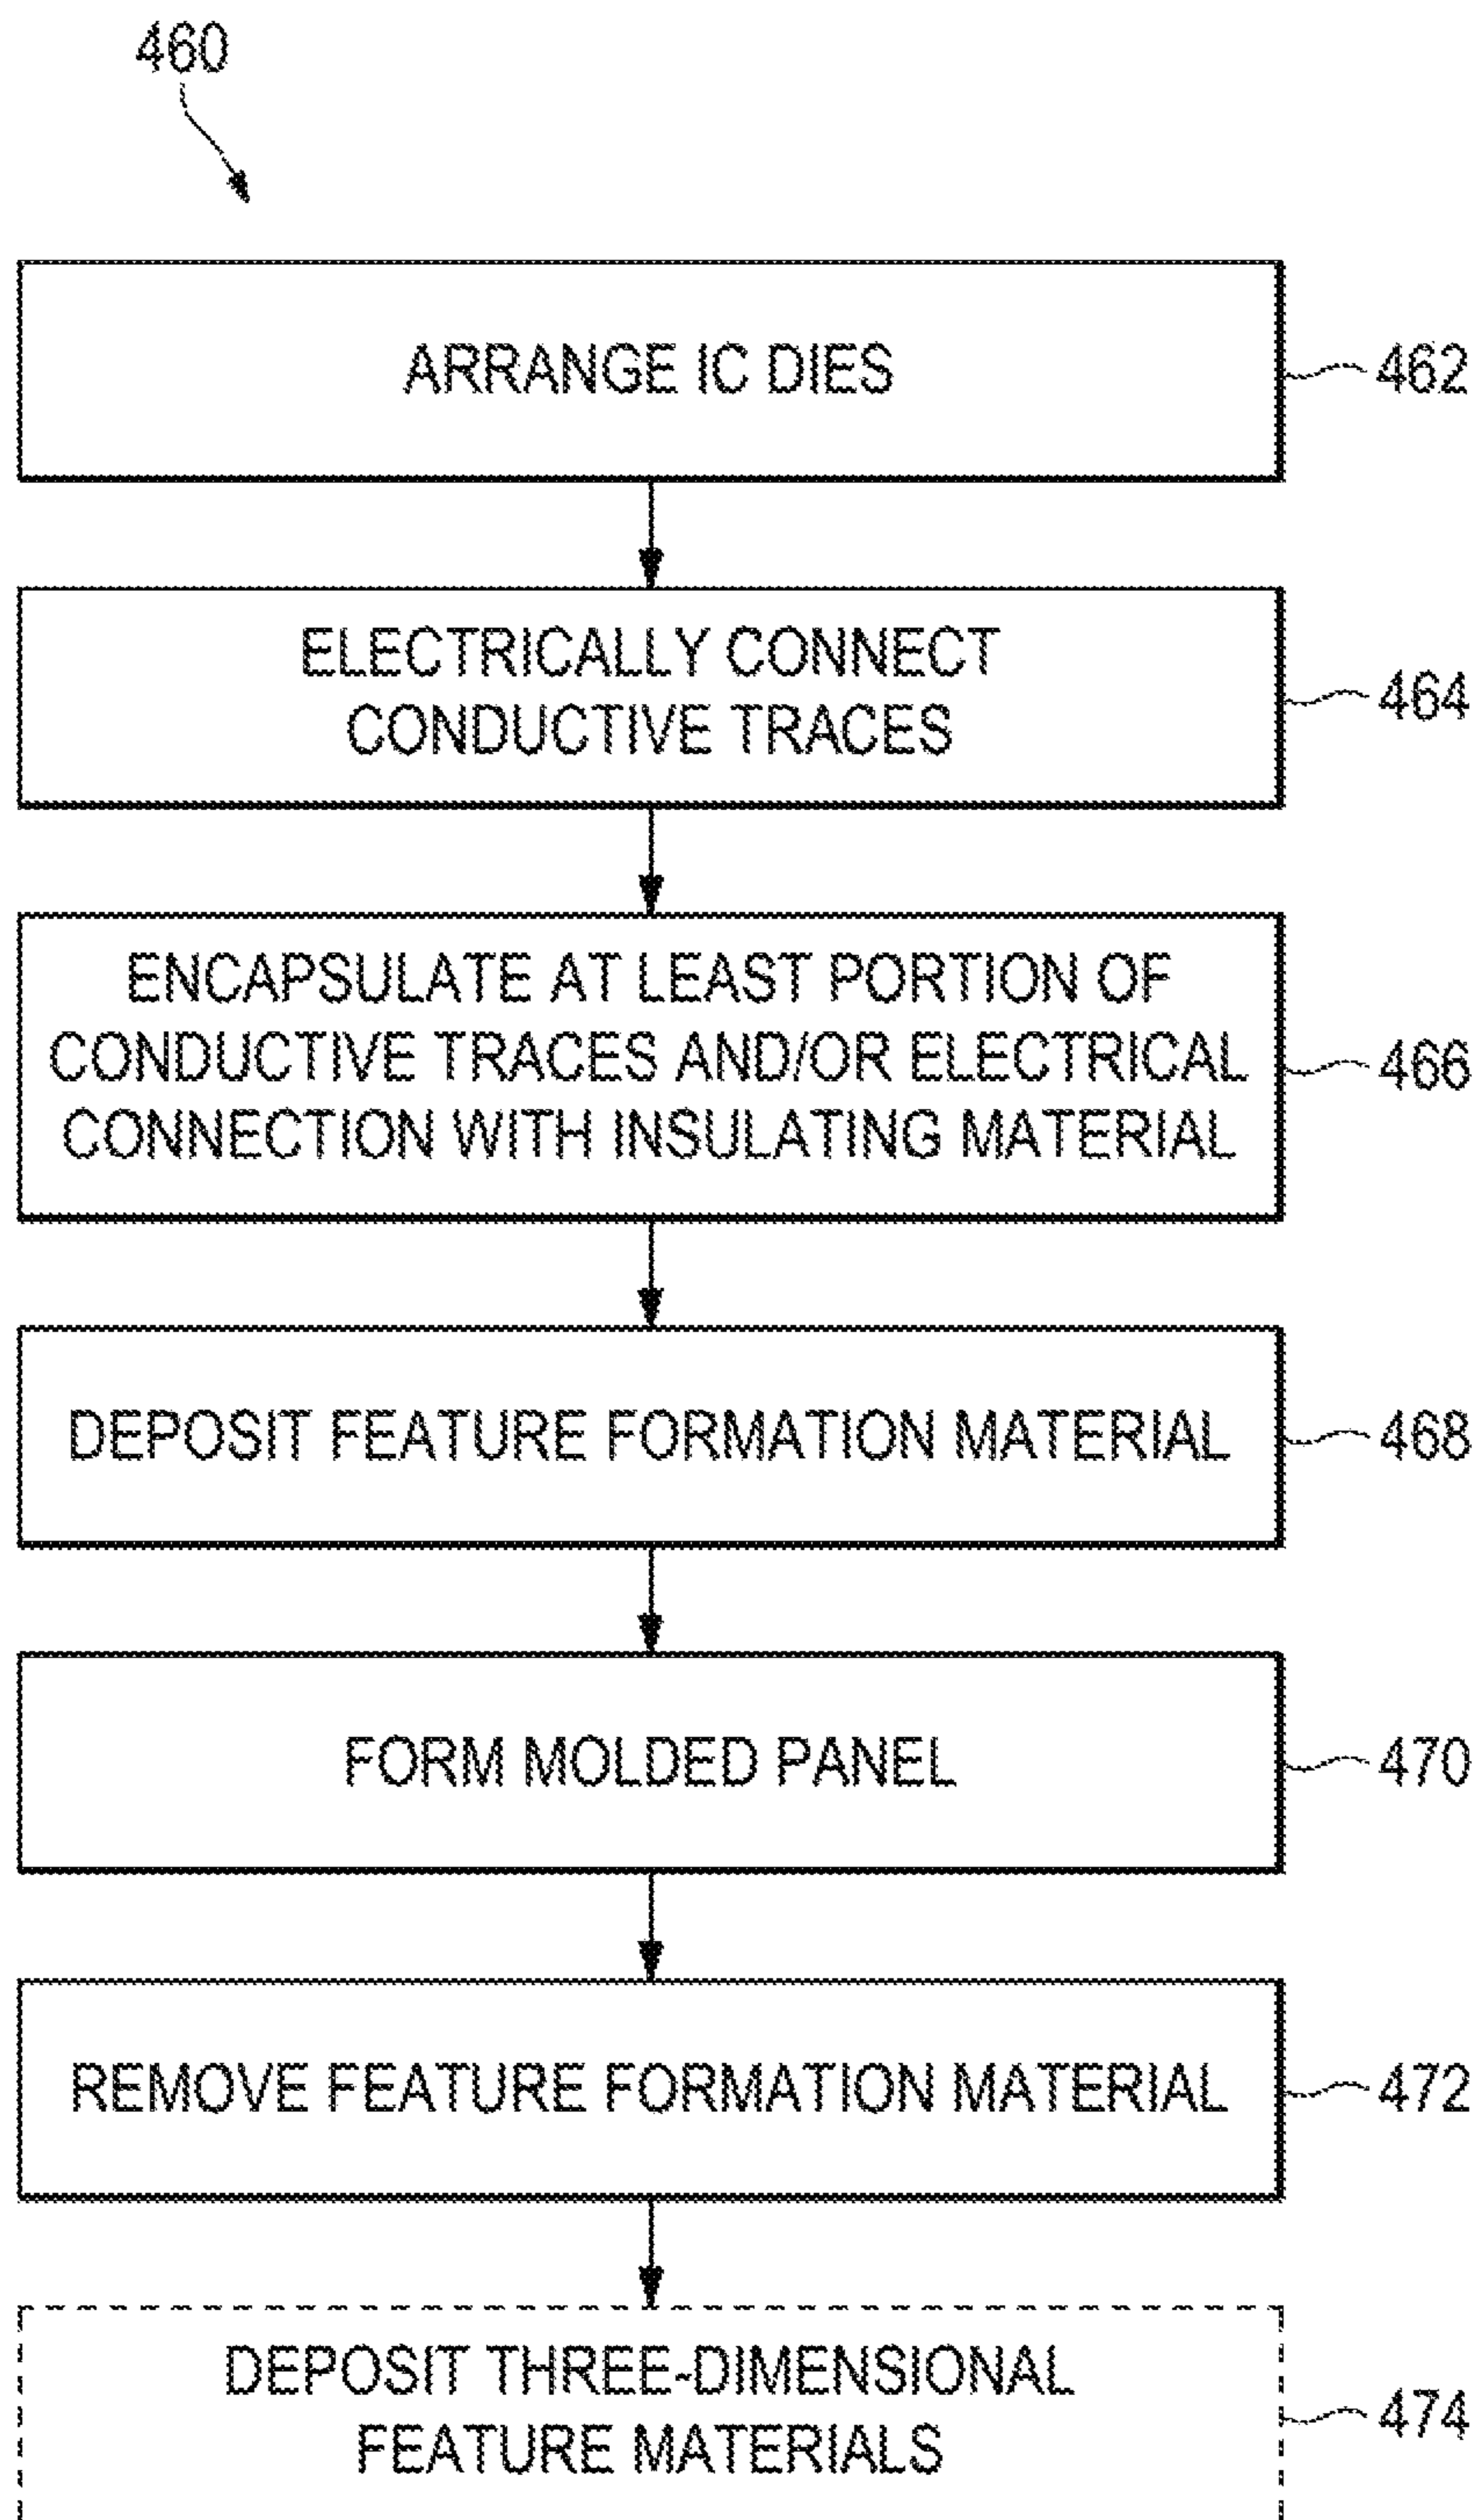 460
ARRANGE IC DIES
462
ELECTRICALLY CONNECT
CONDUCTIVE TRACES
464
ENCAPSULATE AT LEAST PORTION OF
CONDUCTIVE TRACES AND/OR ELECTRICAL
CONNECTION WITH INSULATING MATERIAL
466
DEPOSIT FEATURE FORMATION MATERIAL
468
FORM MOLDED PANEL
470
REMOVE FEATURE FORMATION MATERIAL
472
DEPOSIT THREE-DIMENSIONAL
FEATURE MATERIALS
474